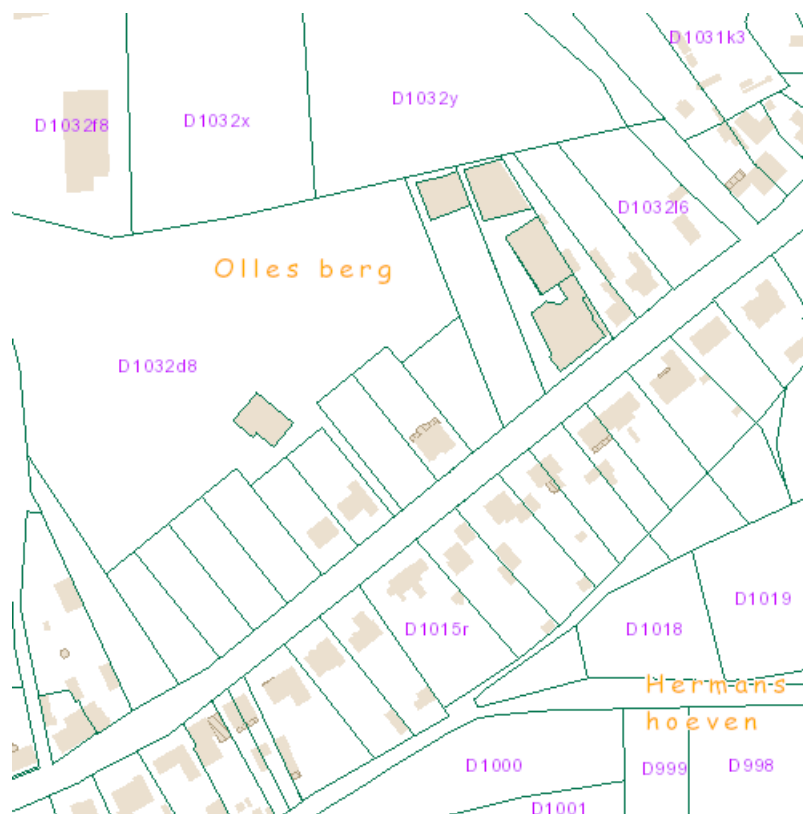 D1031k3
D1032y
D1032f8
D1032x
D1032l6
Olles berg
D1032d8
D1019
D1015r
D1018
Hermans
hoeven
D1000
D999
D998
D1001